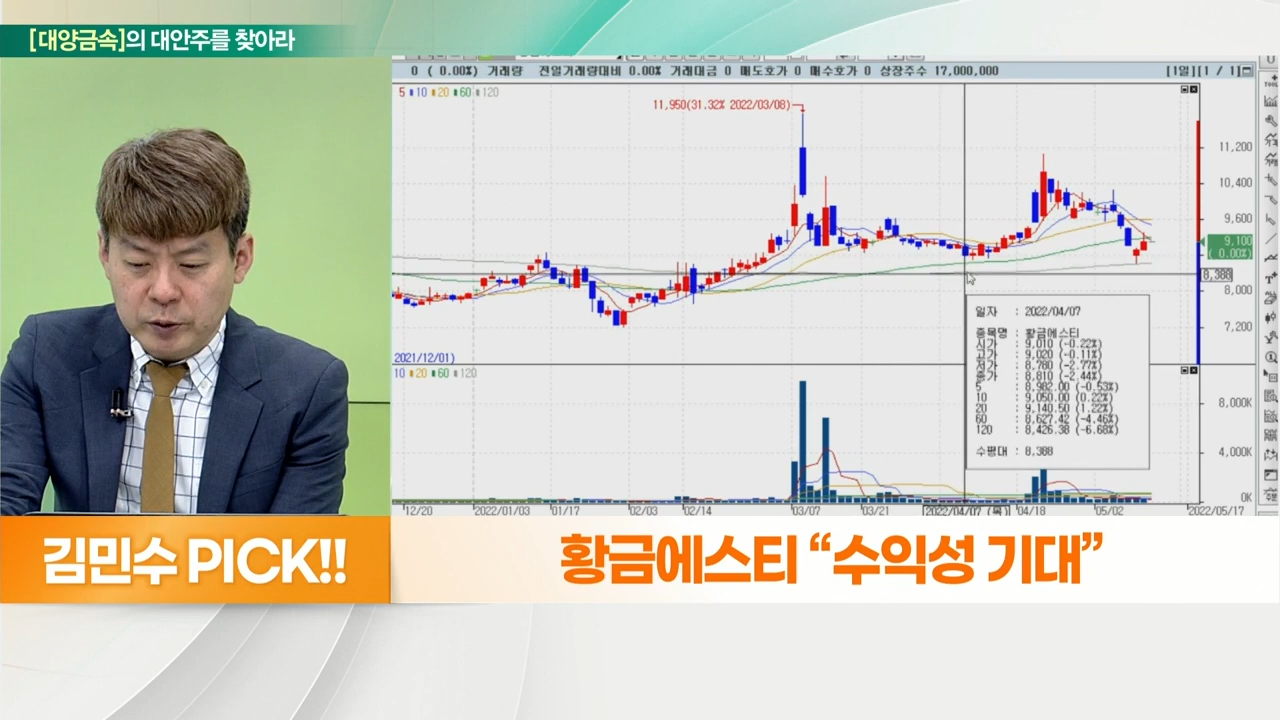 [대양금속]의 대안주를 찾아라
0 ( 0.00%) 거래량 전일거래량대비 0.00% 거래대금 0 매도호가 0 매수호가 0 상장주수 17,000,000 [1일][1 / 1]
5 10 20 60 120
11,950(31.32% 2022/03/08)
11,200
10,400
9,600
9,100
( 0.00%)
8,388
8,000
7,200
일자 : 2022/04/07
종목명 : 황금에스티
시가 : 9,010 (-0.22%)
고가 : 9,020 (-0.11%)
저가 : 8,780 (-2.77%)
종가 : 8,810 (-2.44%)
5 : 8,982.00 (-0.53%)
10 : 9,050.00 (0.22%)
20 : 9,140.50 (1.22%)
60 : 8,627.42 (-4.46%)
120 : 8,426.38 (-6.68%)
수평대 : 8,388
2021/12/01)
10 20 60 120
8,000K
4,000K
0K
12/20 2022/01/03 01/17 02/03 02/14 03/07 03/21 2022/04/07 (목) 04/18 05/02 2022/05/17
김민수 PICK!!
황금에스티 “수익성 기대”